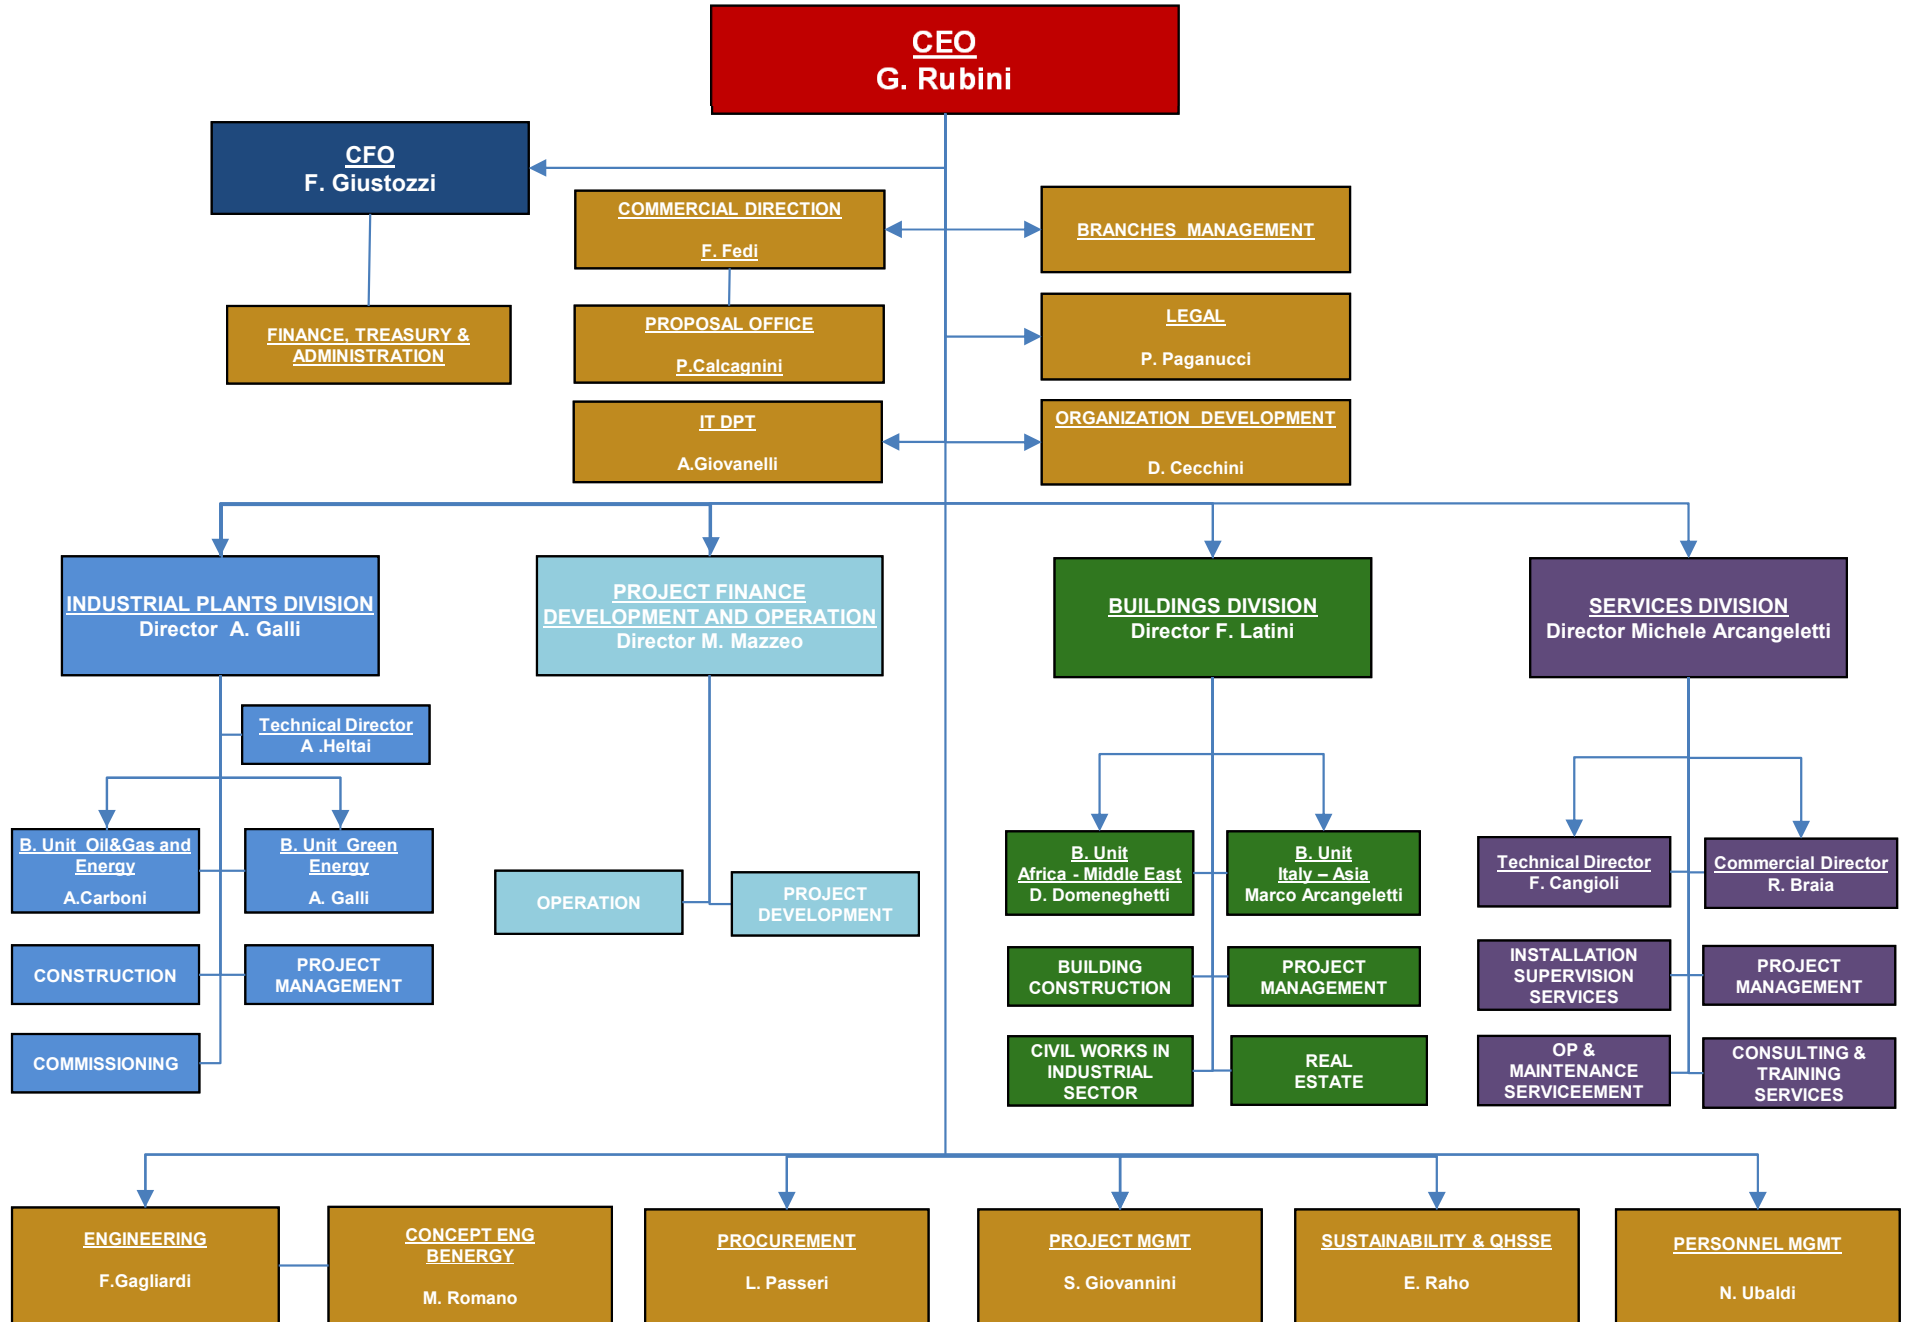 CEO
G. Rubini
CFO
F. Giustozzi
COMMERCIAL DIRECTION
F. Fedi
BRANCHES MANAGEMENT
FINANCE, TREASURY &
ADMINISTRATION
PROPOSAL OFFICE
P.Calcagnini
LEGAL
P. Paganucci
IT DPT
A.Giovanelli
ORGANIZATION DEVELOPMENT
D. Cecchini
INDUSTRIAL PLANTS DIVISION
Director A. Galli
PROJECT FINANCE
DEVELOPMENT AND OPERATION
Director M. Mazzeo
BUILDINGS DIVISION
Director F. Latini
SERVICES DIVISION
Director Michele Arcangeletti
Technical Director
A .Heltai
B. Unit Oil&Gas and
Energy
A.Carboni
B. Unit Green
Energy
A. Galli
CONSTRUCTION
PROJECT
MANAGEMENT
COMMISSIONING
OPERATION
PROJECT
DEVELOPMENT
B. Unit
Africa - Middle East
D. Domeneghetti
B. Unit
Italy – Asia
Marco Arcangeletti
BUILDING
CONSTRUCTION
PROJECT
MANAGEMENT
CIVIL WORKS IN
INDUSTRIAL
SECTOR
REAL
ESTATE
Technical Director
F. Cangioli
Commercial Director
R. Braia
INSTALLATION
SUPERVISION
SERVICES
PROJECT
MANAGEMENT
OP &
MAINTENANCE
SERVICEEMENT
CONSULTING &
TRAINING
SERVICES
ENGINEERING
F.Gagliardi
CONCEPT ENG
BENERGY
M. Romano
PROCUREMENT
L. Passeri
PROJECT MGMT
S. Giovannini
SUSTAINABILITY & QHSSE
E. Raho
PERSONNEL MGMT
N. Ubaldi